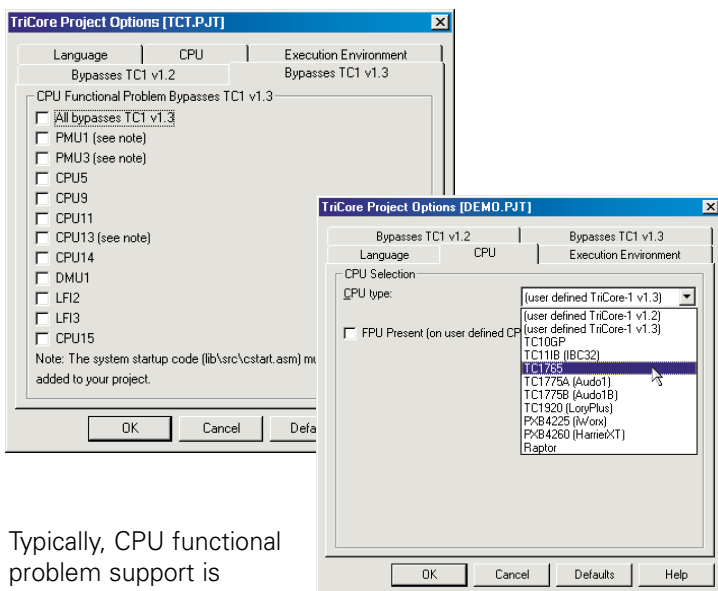 TriCore Project Options [TCT.PJT]
Language CPU Execution Environment
Bypasses TC1 v1.2 Bypasses TC1 v1.3
CPU Functional Problem Bypasses TC1 v1.3
All bypasses TC1 v1.3
PMU1 (see note)
PMU3 (see note)
CPU5
CPU9
CPU11
CPU13 (see note)
CPU14
DMU1
LFI2
LFI3
CPU15
Note: The system startup code (lib\src\cstart.asm) mu
added to your project.
OK Cancel Defa
TriCore Project Options [DEMO.PJT]
Bypasses TC1 v1.2 Bypasses TC1 v1.3
Language CPU Execution Environment
CPU Selection
CPU type: (user defined TriCore-1 v1.3)
(user defined TriCore-1 v1.2)
FPU Present (on user defined CP (user defined TriCore-1 v1.3)
TC10GP
TC11IB (IBC32)
TC1765
TC1775A (Audo1)
TC1775B (Audo1B)
TC1920 (LoryPlus)
PXB4225 (iWorx)
PXB4260 (HarrierXT)
Raptor
OK Cancel Defaults Help
Typically, CPU functional
problem support is